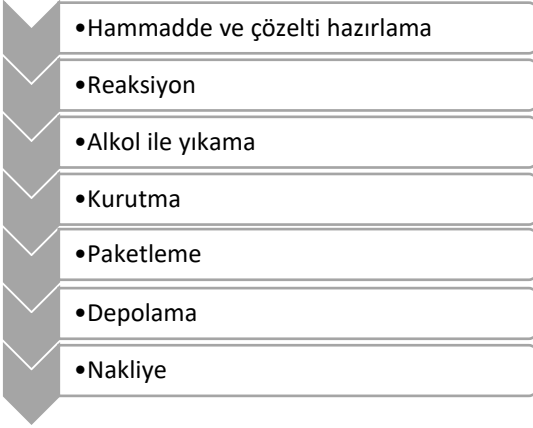 •Hammadde ve çözelti hazırlama
•Reaksiyon
•Alkol ile yıkama
•Kurutma
•Paketleme
•Depolama
•Nakliye